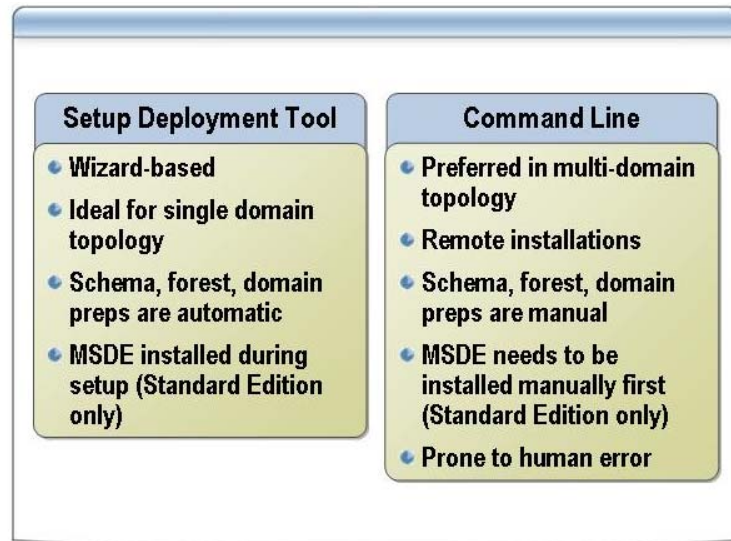 Setup Deployment Tool
Wizard-based
Ideal for single domain
topology
Schema, forest, domain
preps are automatic
MSDE installed during
setup (Standard Edition
only)
Command Line
Preferred in multi-domain
topology
Remote installations
Schema, forest, domain
preps are manual
MSDE needs to be
installed manually first
(Standard Edition only)
Prone to human error